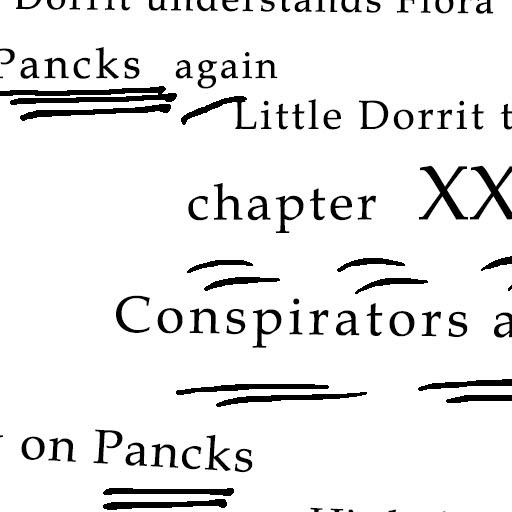 Dorrit understands Flora
Pancks again
Little Dorrit t
chapter XX
Conspirators a
on Pancks